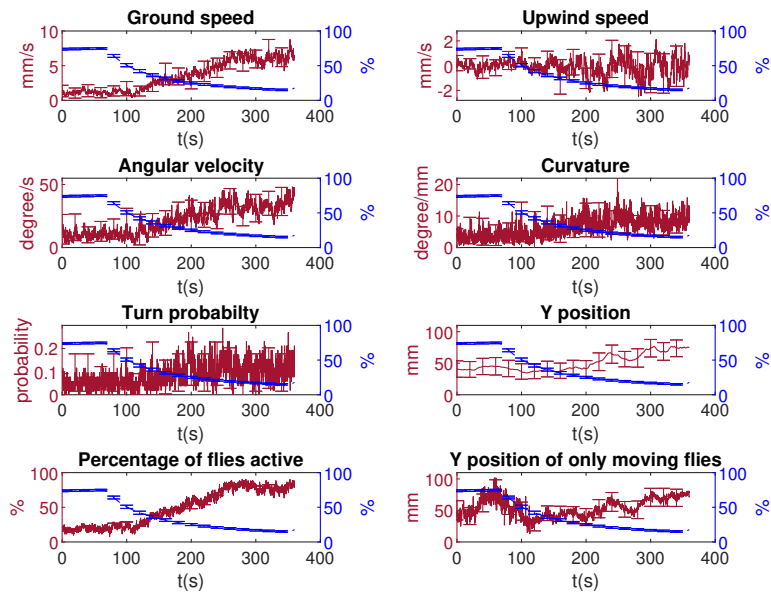 Ground speed
10
5
0
mm/s
100
50
0
%
0 100 200 300 400
t(s)
Upwind speed
2
0
-2
mm/s
100
50
0
%
0 100 200 300 400
t(s)
Angular velocity
50
0
degree/s
100
50
0
%
0 100 200 300 400
t(s)
Curvature
20
10
0
degree/mm
100
50
0
%
0 100 200 300 400
t(s)
Turn probabilty
0.2
0.1
0
probability
100
50
0
%
0 100 200 300 400
t(s)
Y position
100
50
0
mm
100
50
0
%
0 100 200 300 400
t(s)
Percentage of flies active
100
50
0
%
100
50
0
%
0 100 200 300 400
t(s)
Y position of only moving flies
100
50
0
mm
100
50
0
%
0 100 200 300 400
t(s)